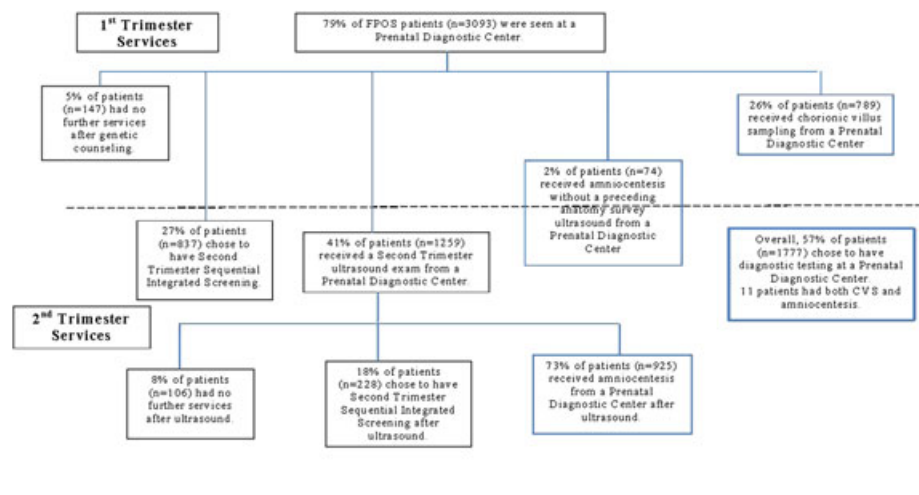 1st Trimester
Services
79% of FPOS patients (n=3093) were seen at a
Prenatal Diagnostic Center.
5% of patients
(n=147) had no
further services
after genetic
counseling.
26% of patients (n=789)
received chorionic villus
sampling from a Prenatal
Diagnostic Center
2% of patients (n=74)
received amniocentesis
without a preceding
anatomy survey
ultrasound from a
Prenatal Diagnostic
Center
27% of patients
(n=837) chose to
have Second
Trimester Sequential
Integrated Screening.
41% of patients (n=1259)
received a Second Trimester
ultrasound exam from a
Prenatal Diagnostic Center.
Overall, 57% of patients
(n=1777) chose to have
diagnostic testing at a Prenatal
Diagnostic Center.
11 patients had both CVS and
amniocentesis.
2nd Trimester
Services
8% of patients
(n=106) had no
further services
after ultrasound.
18% of patients
(n=228) chose to have
Second Trimester
Sequential Integrated
Screening after
ultrasound.
73% of patients (n=925)
received amniocentesis
from a Prenatal
Diagnostic Center after
ultrasound.